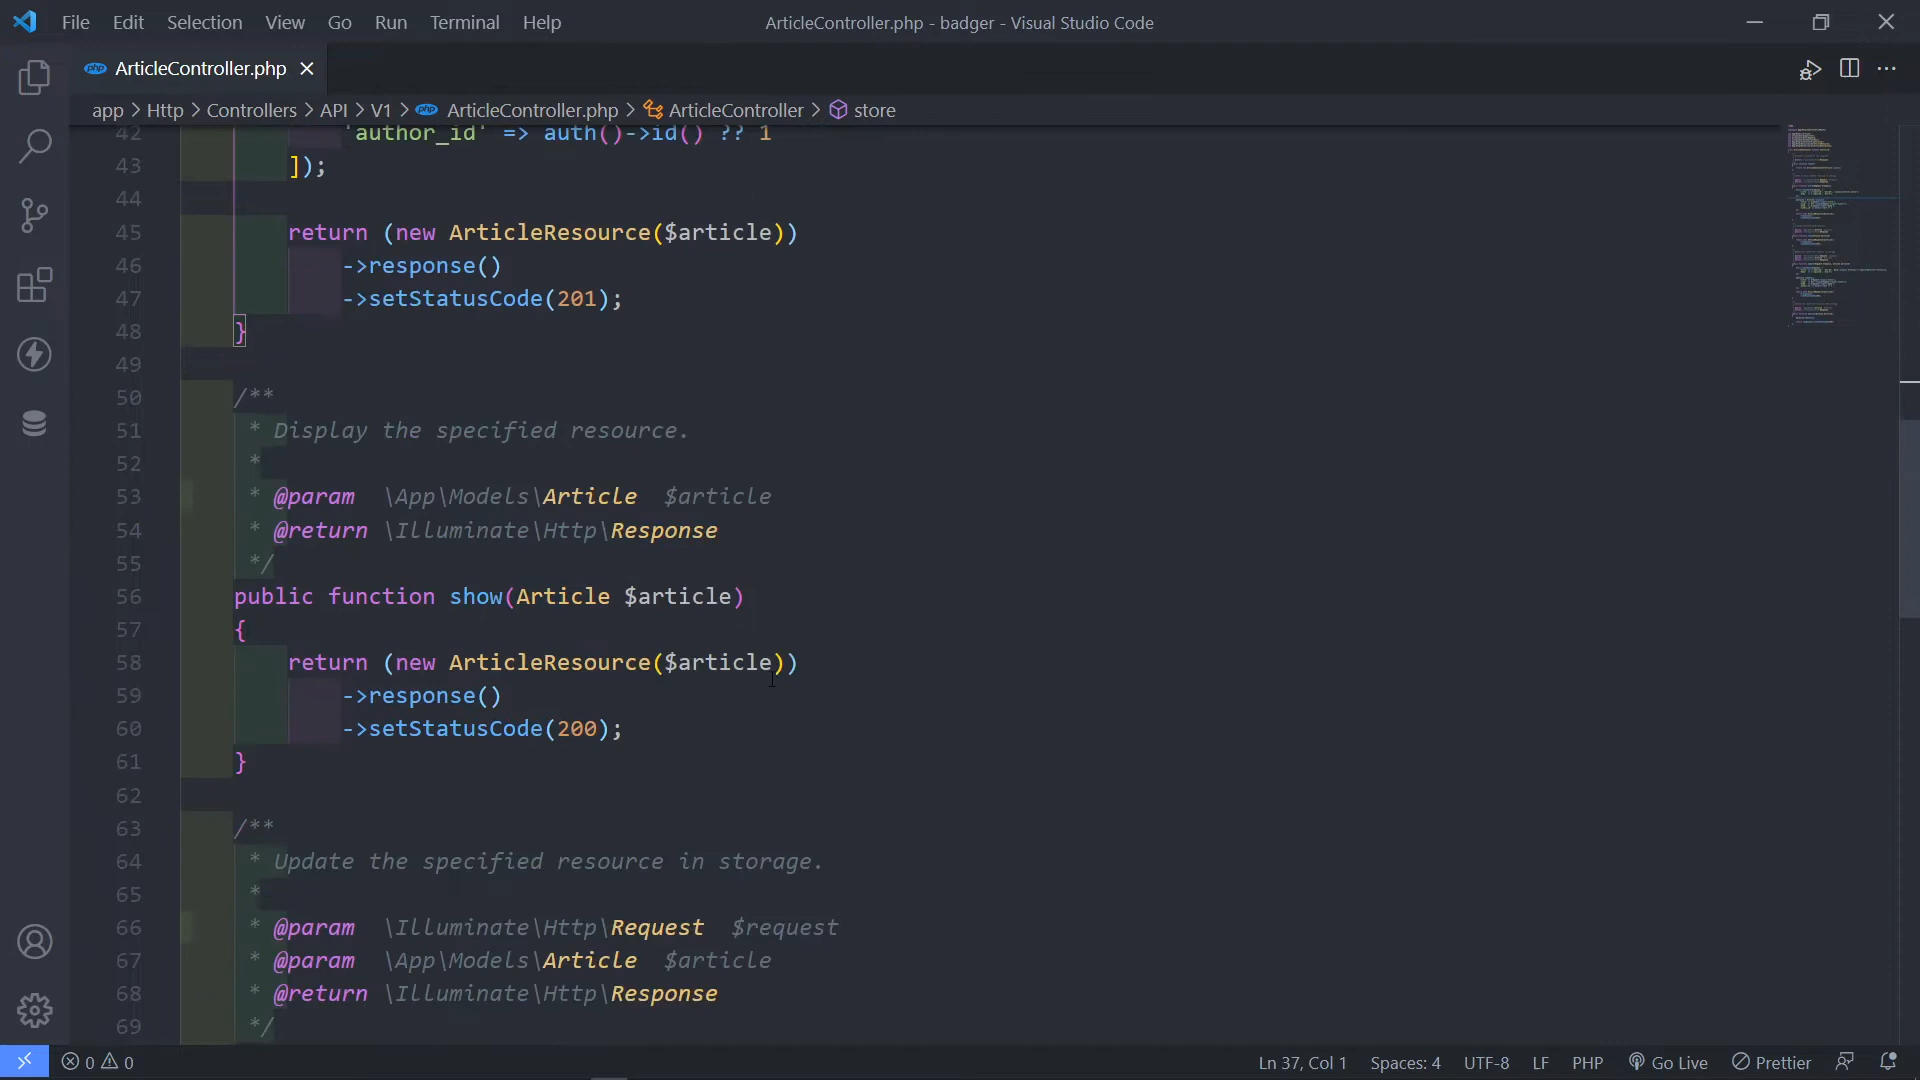 File Edit Selection View Go Run Terminal Help
ArticleController.php - badger - Visual Studio Code
php ArticleController.php
app > Http > Controllers > API > V1 > php ArticleController.php > ArticleController > store
42 'author_id' => auth()->id() ?? 1
43 ]);
44
45 return (new ArticleResource($article))
46 ->response()
47 ->setStatusCode(201);
48 }
49
50 /**
51 * Display the specified resource.
52 *
53 * @param \App\Models\Article $article
54 * @return \Illuminate\Http\Response
55 */
56 public function show(Article $article)
57 {
58 return (new ArticleResource($article))
59 ->response()
60 ->setStatusCode(200);
61 }
62
63 /**
64 * Update the specified resource in storage.
65 *
66 * @param \Illuminate\Http\Request $request
67 * @param \App\Models\Article $article
68 * @return \Illuminate\Http\Response
69 */
0 0 Ln 37, Col 1 Spaces: 4 UTF-8 LF PHP Go Live Prettier